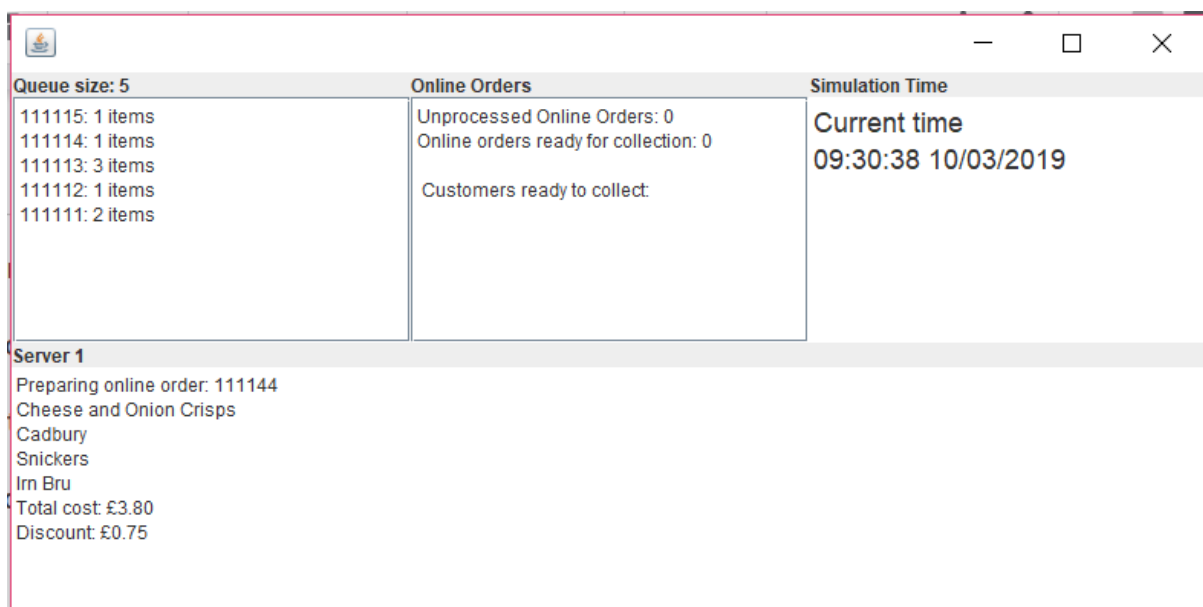 Queue size: 5
111115: 1 items
111114: 1 items
111113: 3 items
111112: 1 items
111111: 2 items
Online Orders
Unprocessed Online Orders: 0
Online orders ready for collection: 0
Customers ready to collect:
Simulation Time
Current time
09:30:38 10/03/2019
Server 1
Preparing online order: 111144
Cheese and Onion Crisps
Cadbury
Snickers
Irn Bru
Total cost: £3.80
Discount: £0.75